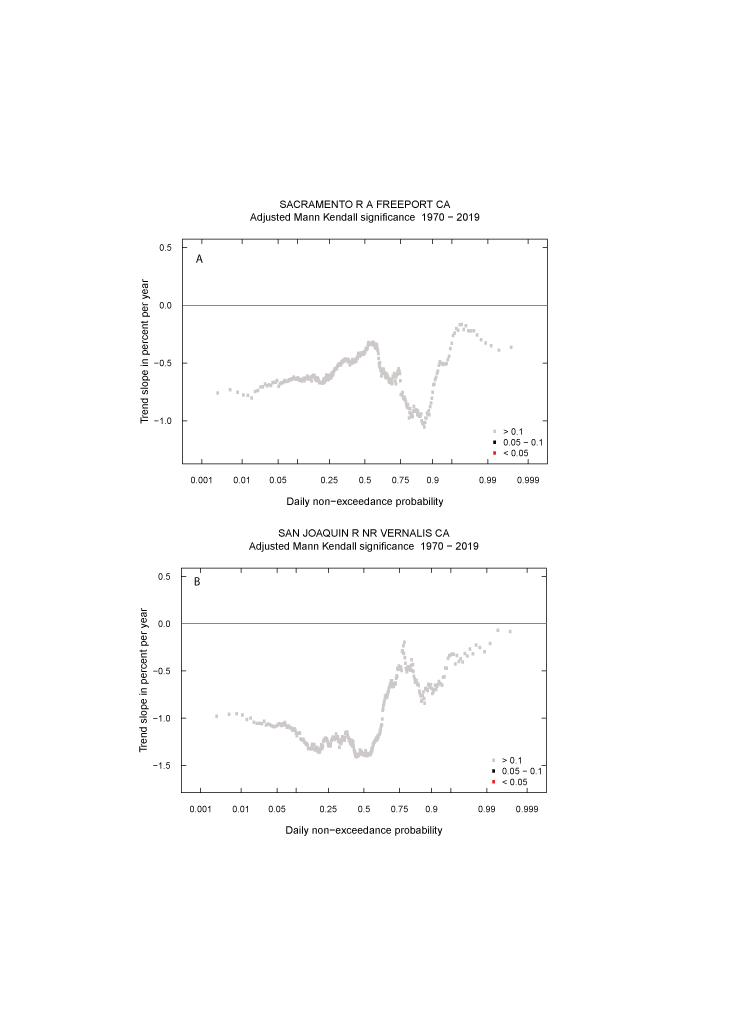 SACRAMENTO R A FREEPORT CA
Adjusted Mann Kendall significance 1970 − 2019
A
Trend slope in percent per year
0.5
0.0
−0.5
−1.0
> 0.1
0.05 − 0.1
< 0.05
0.001 0.01 0.05 0.25 0.5 0.75 0.9 0.99 0.999
Daily non−exceedance probability
SAN JOAQUIN R NR VERNALIS CA
Adjusted Mann Kendall significance 1970 − 2019
B
Trend slope in percent per year
0.5
0.0
−0.5
−1.0
−1.5
> 0.1
0.05 − 0.1
< 0.05
0.001 0.01 0.05 0.25 0.5 0.75 0.9 0.99 0.999
Daily non−exceedance probability